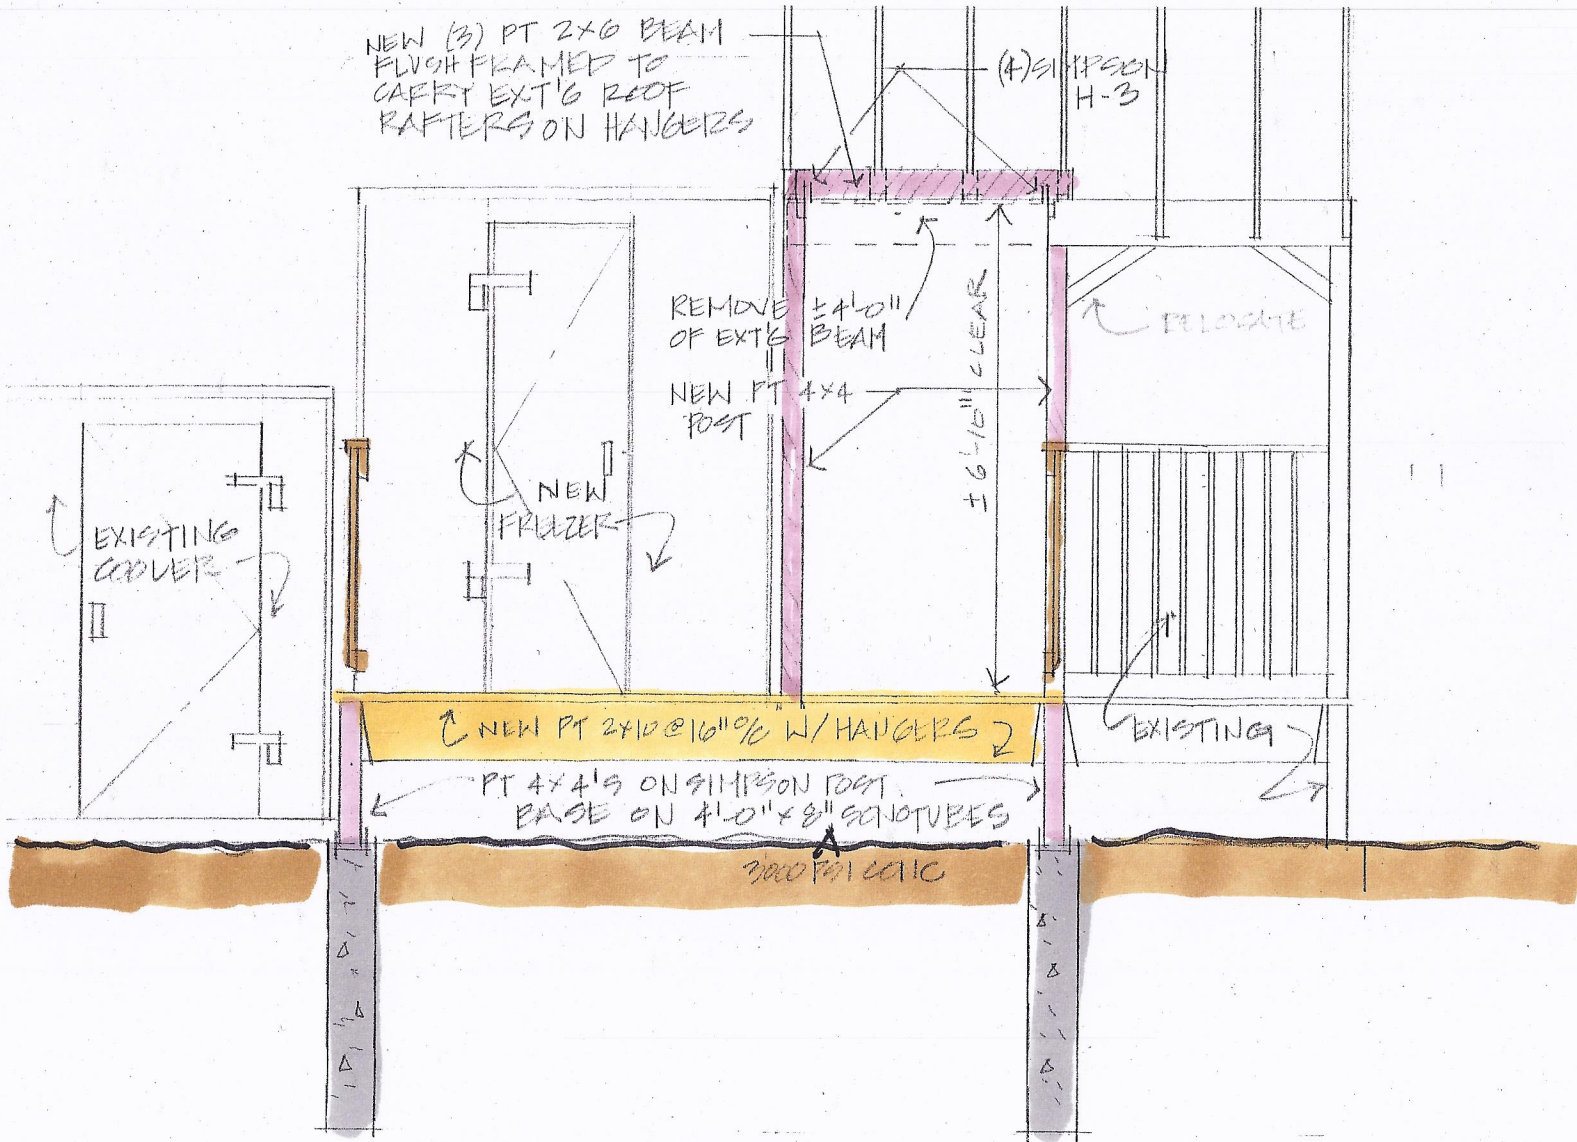 NEW (3) PT 2x6 BEAM
FLUSH FRAMED TO
CARRY EXT'G ROOF
RAFTERS ON HANGERS
(4) SIMPSON
H-3
REMOVE ±4'-0"
OF EXT'G BEAM
±6'-10" CLEAR
RELOCATE
NEW PT 4x4
POST
NEW
FREEZER
EXISTING
COOLER
NEW PT 2x10 @ 16" o/c W/ HANGERS
EXISTING
PT 4x4'S ON SIMPSON POST
BASE ON 4'-0" x 8" SONOTUBES
3000 PSI CONC